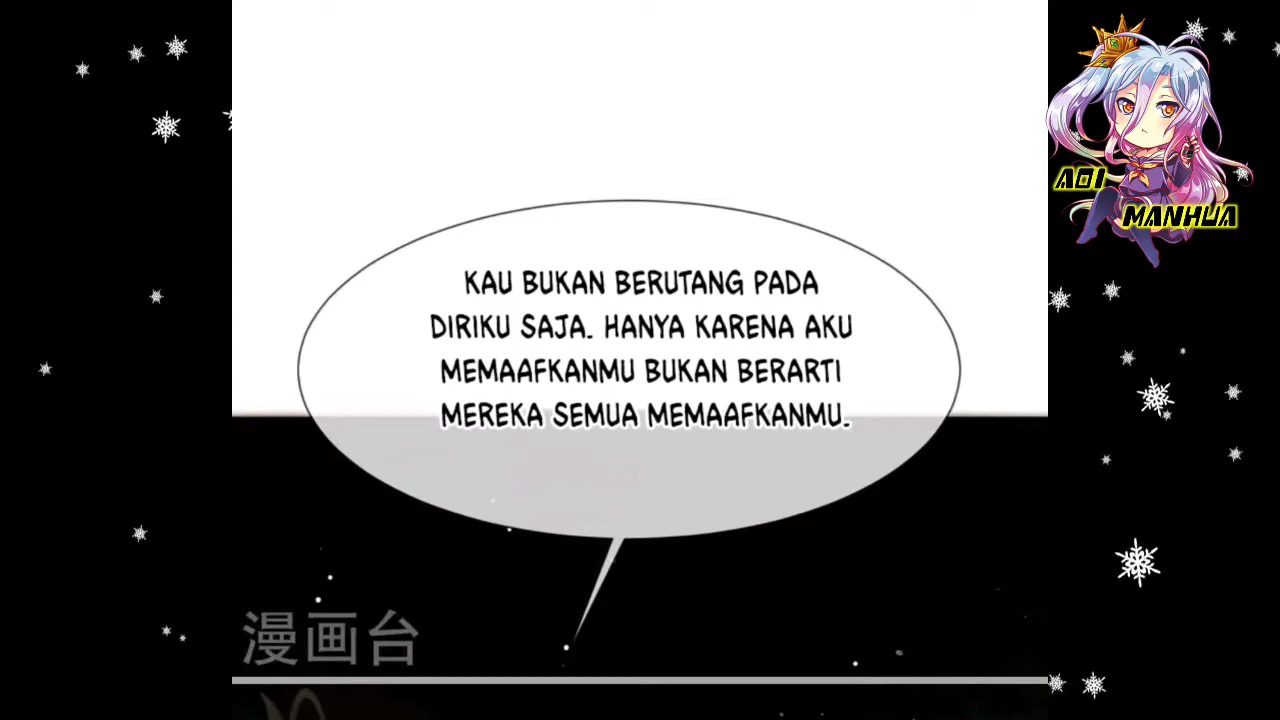 KAU BUKAN BERUTANG PADA
DIRIKU SAJA. HANYA KARENA AKU
MEMAAFKANMU BUKAN BERARTI
MEREKA SEMUA MEMAAFKANMU.
AOI
MANHUA
漫画台